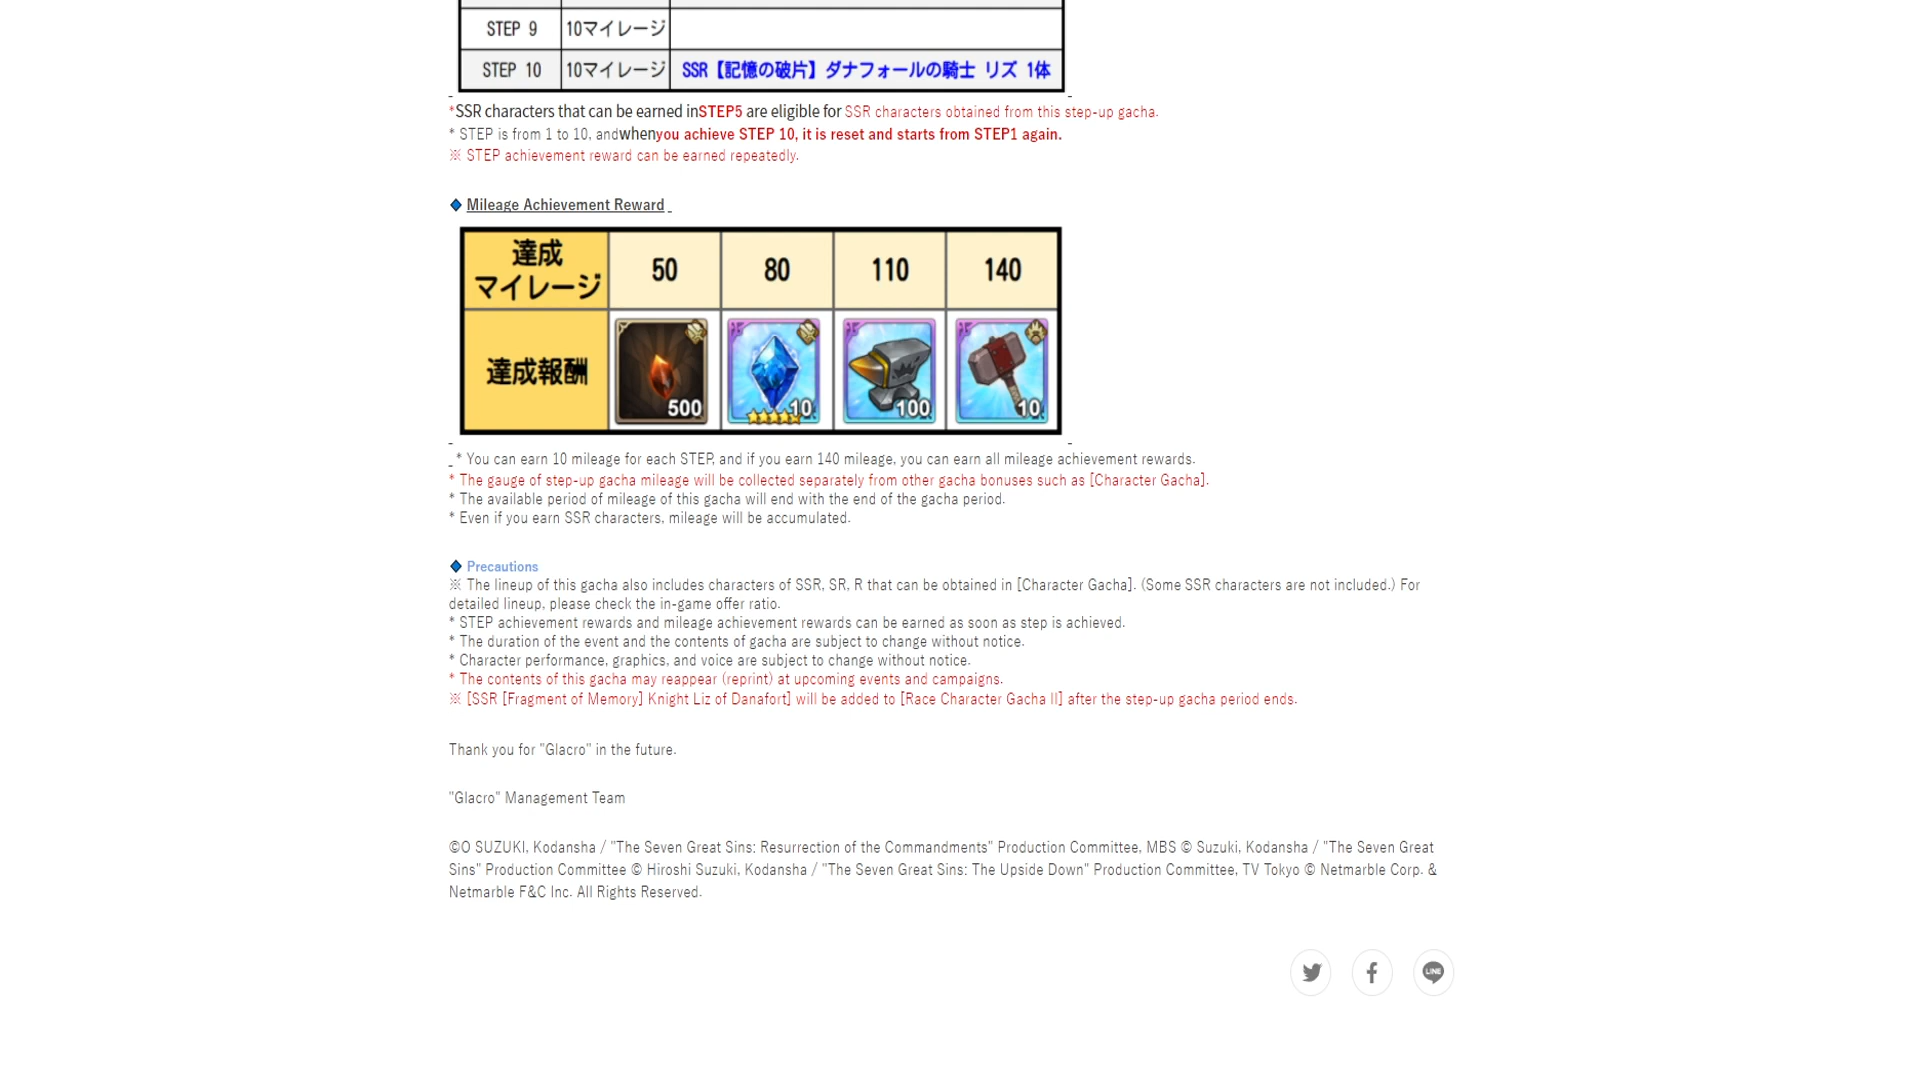 STEP 9 10マイレージ
STEP 10 10マイレージ SSR【記憶の破片】ダナフォールの騎士 リズ 1体
*SSR characters that can be earned inSTEP5 are eligible for SSR characters obtained from this step-up gacha.
* STEP is from 1 to 10, andwhenyou achieve STEP 10, it is reset and starts from STEP1 again.
※ STEP achievement reward can be earned repeatedly.
Mileage Achievement Reward
達成マイレージ 50 80 110 140
達成報酬 500 10 100 10
* You can earn 10 mileage for each STEP, and if you earn 140 mileage, you can earn all mileage achievement rewards.
* The gauge of step-up gacha mileage will be collected separately from other gacha bonuses such as [Character Gacha].
* The available period of mileage of this gacha will end with the end of the gacha period.
* Even if you earn SSR characters, mileage will be accumulated.
Precautions
※ The lineup of this gacha also includes characters of SSR, SR, R that can be obtained in [Character Gacha]. (Some SSR characters are not included.) For
detailed lineup, please check the in-game offer ratio.
* STEP achievement rewards and mileage achievement rewards can be earned as soon as step is achieved.
* The duration of the event and the contents of gacha are subject to change without notice.
* Character performance, graphics, and voice are subject to change without notice.
* The contents of this gacha may reappear (reprint) at upcoming events and campaigns.
※ [SSR [Fragment of Memory] Knight Liz of Danafort] will be added to [Race Character Gacha II] after the step-up gacha period ends.
Thank you for "Glacro" in the future.
"Glacro" Management Team
©O SUZUKI, Kodansha / "The Seven Great Sins: Resurrection of the Commandments" Production Committee, MBS © Suzuki, Kodansha / "The Seven Great
Sins" Production Committee © Hiroshi Suzuki, Kodansha / "The Seven Great Sins: The Upside Down" Production Committee, TV Tokyo © Netmarble Corp. &
Netmarble F&C Inc. All Rights Reserved.
LINE